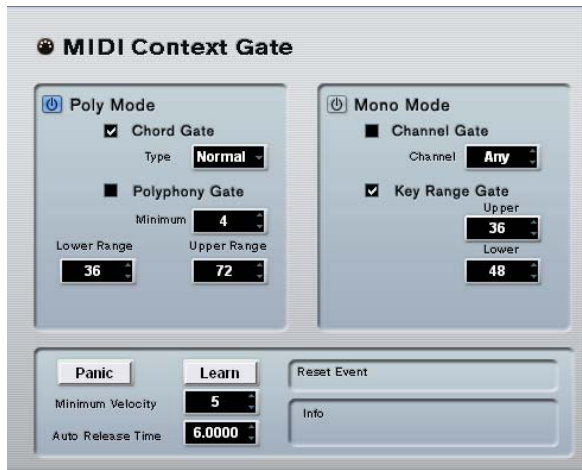 MIDI Context Gate
Poly Mode
Chord Gate
Type Normal
Polyphony Gate
Minimum 4
Lower Range Upper Range
36 72
Mono Mode
Channel Gate
Channel Any
Key Range Gate
Upper
36
Lower
48
Panic Learn
Minimum Velocity 5
Auto Release Time 6.0000
Reset Event
Info